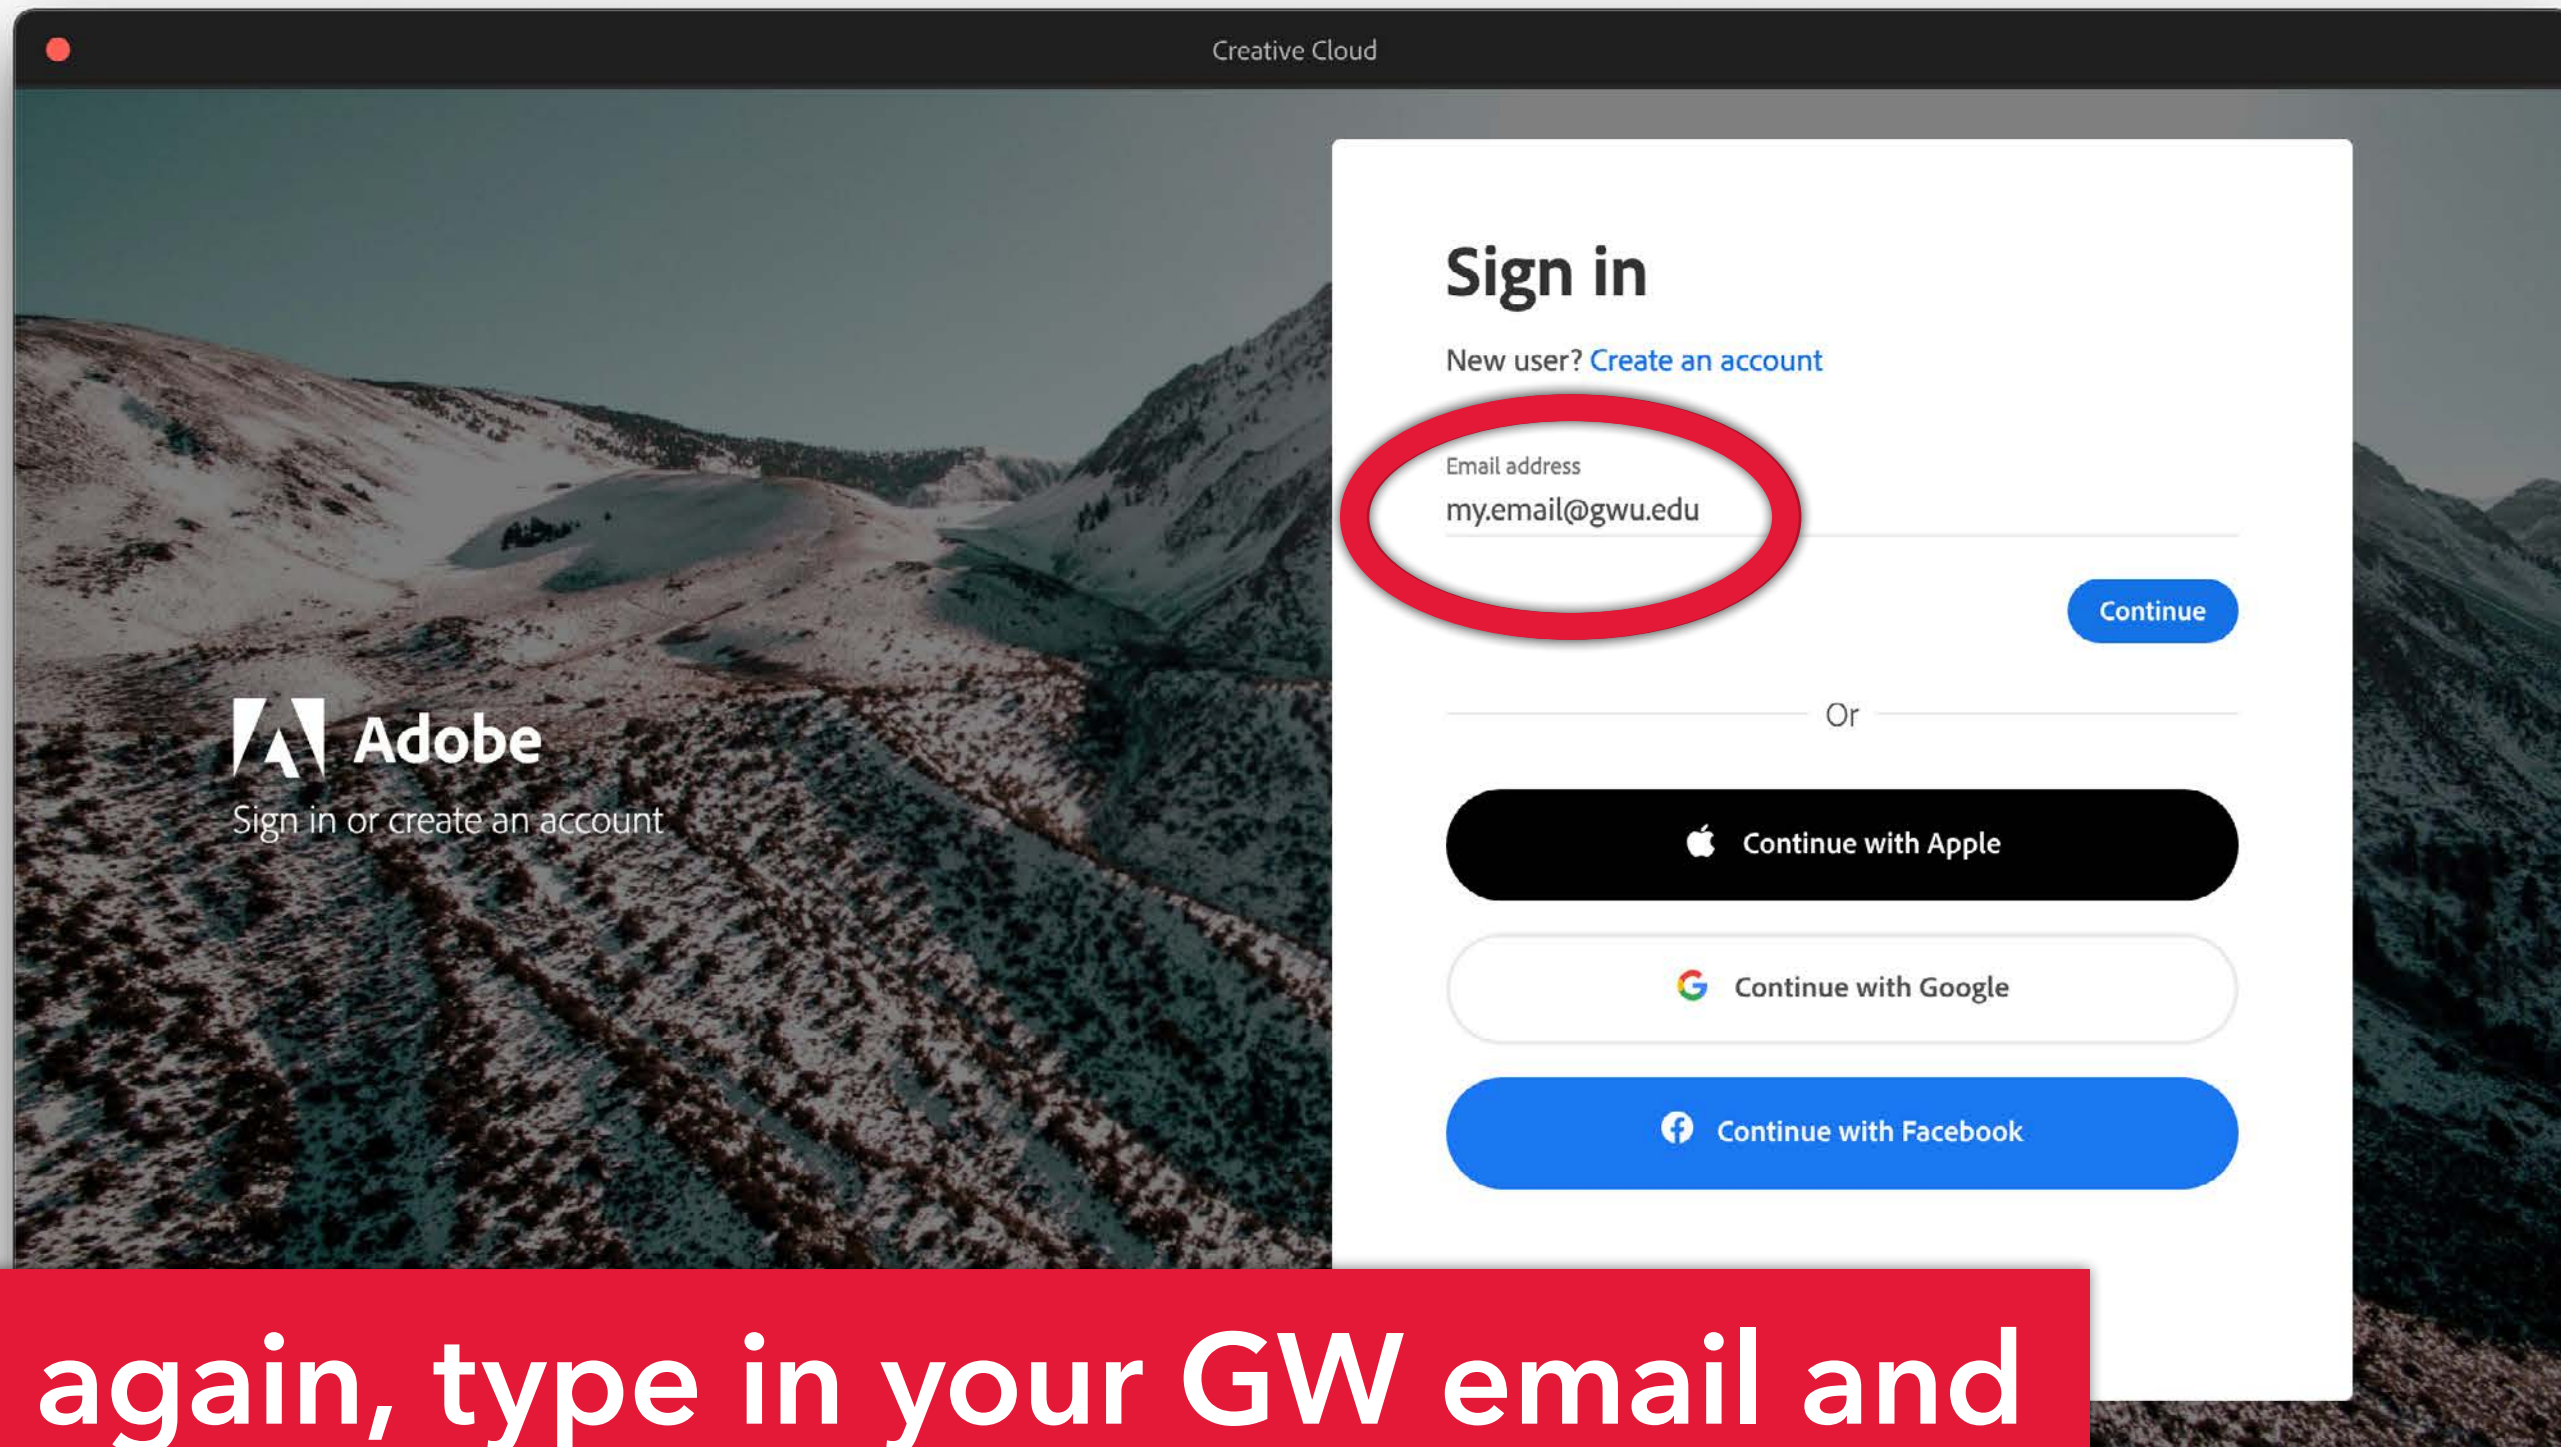 Creative Cloud
Adobe
Sign in or create an account
Sign in
New user? Create an account
Email address
my.email@gwu.edu
Continue
Or
Continue with Apple
Continue with Google
Continue with Facebook
again, type in your GW email and